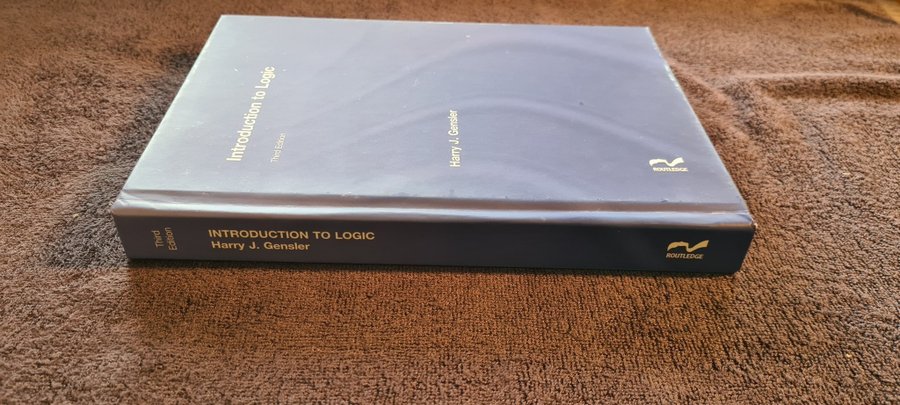 Introduction to Logic
Third Edition
Harry J. Gensler
ROUTLEDGE
Third
Edition
INTRODUCTION TO LOGIC
Harry J. Gensler
ROUTLEDGE